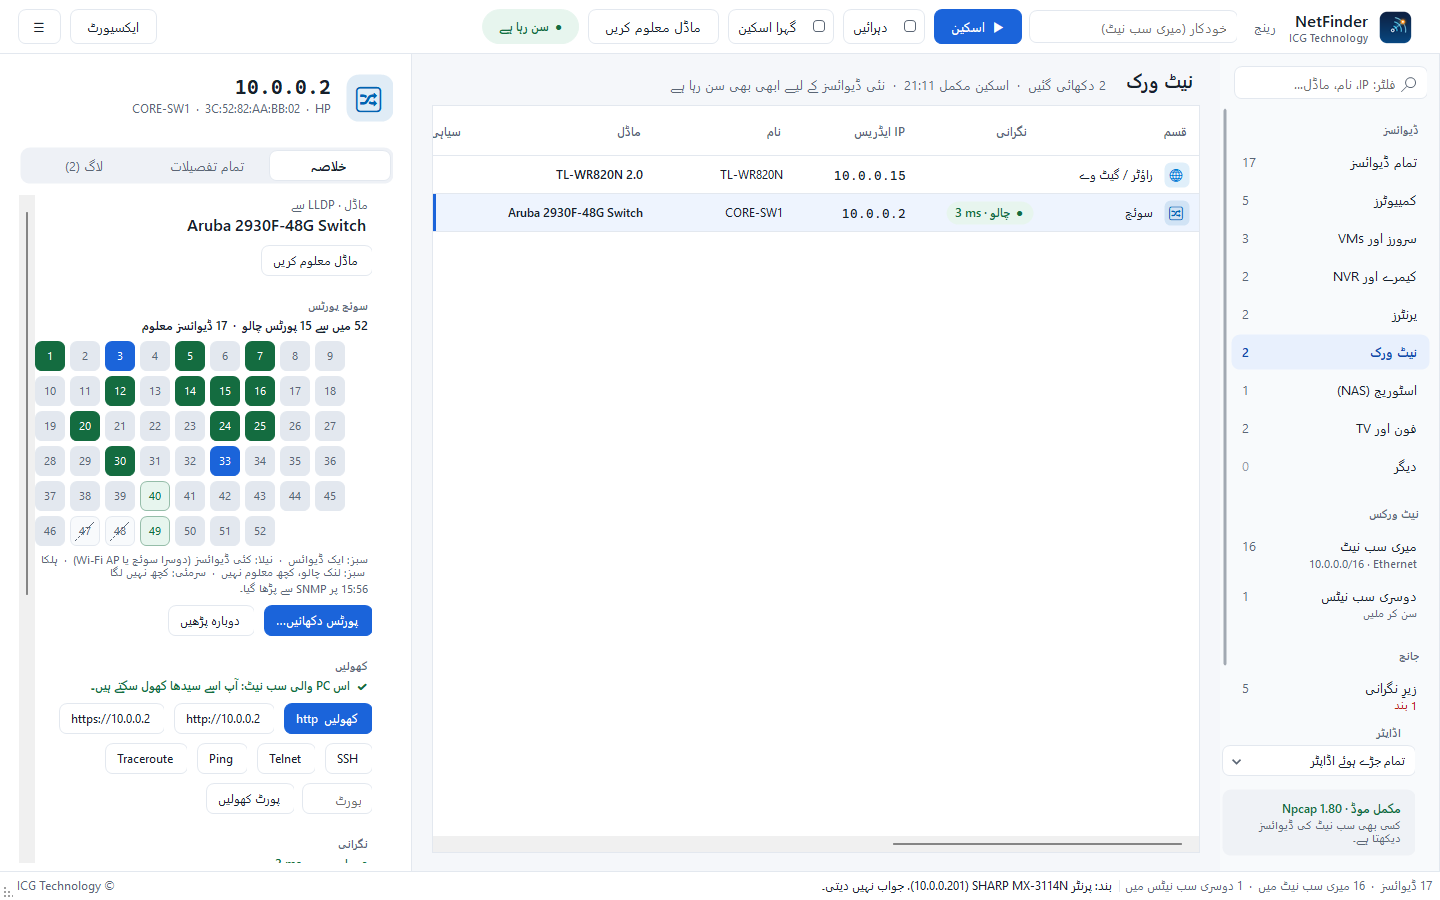 NetFinder
ICG Technology
رینج
خودکار (میری سب نیٹ)
اسکین
دہرائیں
گہرا اسکین
ماڈل معلوم کریں
سن رہا ہے
ایکسپورٹ
☰
فلٹر: IP، نام، ماڈل...
ڈیوائسز
تمام ڈیوائسز 17
کمپیوٹرز 5
سرورز اور VMs 3
کیمرے اور NVR 2
پرنٹرز 2
نیٹ ورک 2
اسٹوریج (NAS) 1
فون اور TV 2
دیگر 0
نیٹ ورکس
میری سب نیٹ 16
10.0.0.0/16 · Ethernet
دوسری سب نیٹس 1
سن کر ملیں
جانچ
زیرِ نگرانی 5
1 بند
اڈاپٹر
تمام جڑے ہوئے اڈاپٹر
مکمل موڈ · Npcap 1.80
کسی بھی سب نیٹ کی ڈیوائسز
دیکھتا ہے۔
نیٹ ورک
2 دکھائی گئیں · اسکین مکمل 21:11 · نئی ڈیوائسز کے لیے ابھی بھی سن رہا ہے
قسم نگرانی IP ایڈریس نام ماڈل
راؤٹر / گیٹ وے 10.0.0.15 TL-WR820N TL-WR820N 2.0
سوئچ چالو · 3 ms 10.0.0.2 CORE-SW1 Aruba 2930F-48G Switch
10.0.0.2
CORE-SW1 · 3C:52:82:AA:BB:02 · HP
خلاصہ
تمام تفصیلات
لاگ (2)
ماڈل · LLDP سے
Aruba 2930F-48G Switch
ماڈل معلوم کریں
سوئچ پورٹس
52 میں سے 15 پورٹس چالو · 17 ڈیوائسز معلوم
1 2 3 4 5 6 7 8 9
10 11 12 13 14 15 16 17 18
19 20 21 22 23 24 25 26 27
28 29 30 31 32 33 34 35 36
37 38 39 40 41 42 43 44 45
46 47 48 49 50 51 52
سبز: ایک ڈیوائس · نیلا: کئی ڈیوائسز (دوسرا سوئچ یا Wi-Fi AP) · ہلکا
سبز: لنک چالو، کچھ معلوم نہیں · سرمئی: کچھ نہیں لگا
15:56 پر SNMP سے پڑھا گیا۔
پورٹس دکھائیں...
دوبارہ پڑھیں
کھولیں
✔ اس PC والی سب نیٹ: آپ اسے سیدھا کھول سکتے ہیں۔
کھولیں http
http://10.0.0.2
https://10.0.0.2
SSH
Telnet
Ping
Traceroute
پورٹ
پورٹ کھولیں
نگرانی
17 ڈیوائسز · 16 میری سب نیٹ میں · 1 دوسری سب نیٹس میں
بند: پرنٹر SHARP MX-3114N (10.0.0.201)، جواب نہیں دیتی۔
ICG Technology ©